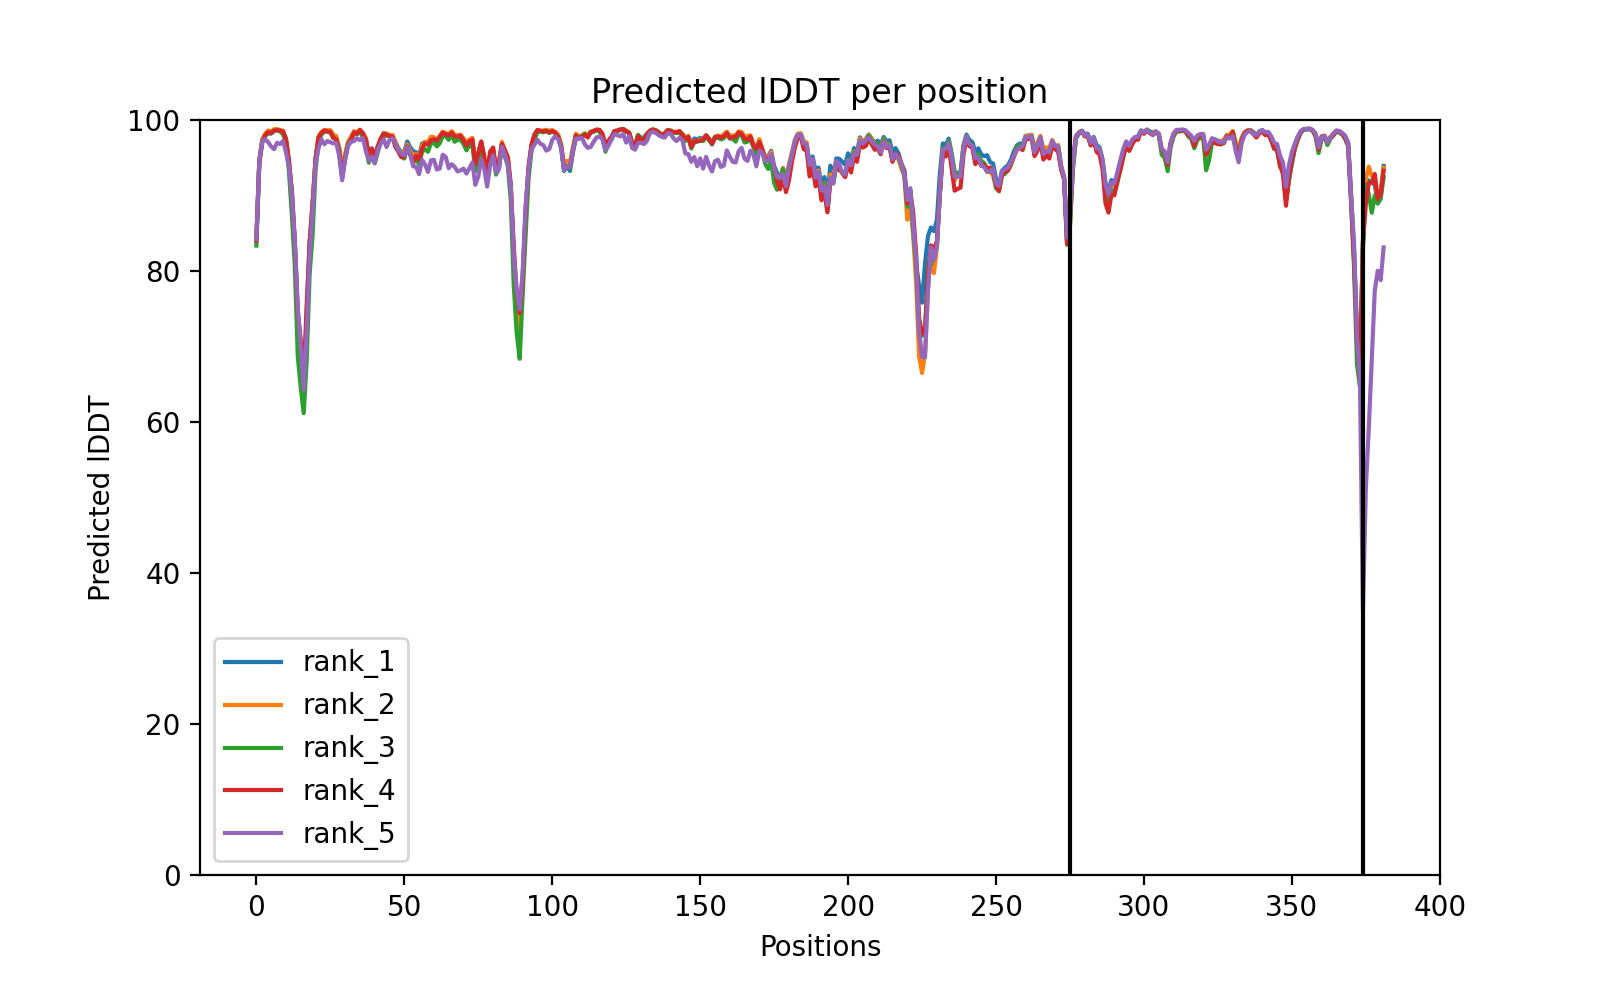 Predicted lDDT per position
100
80
60
40
20
0
Predicted lDDT
rank_1
rank_2
rank_3
rank_4
rank_5
0 50 100 150 200 250 300 350 400
Positions